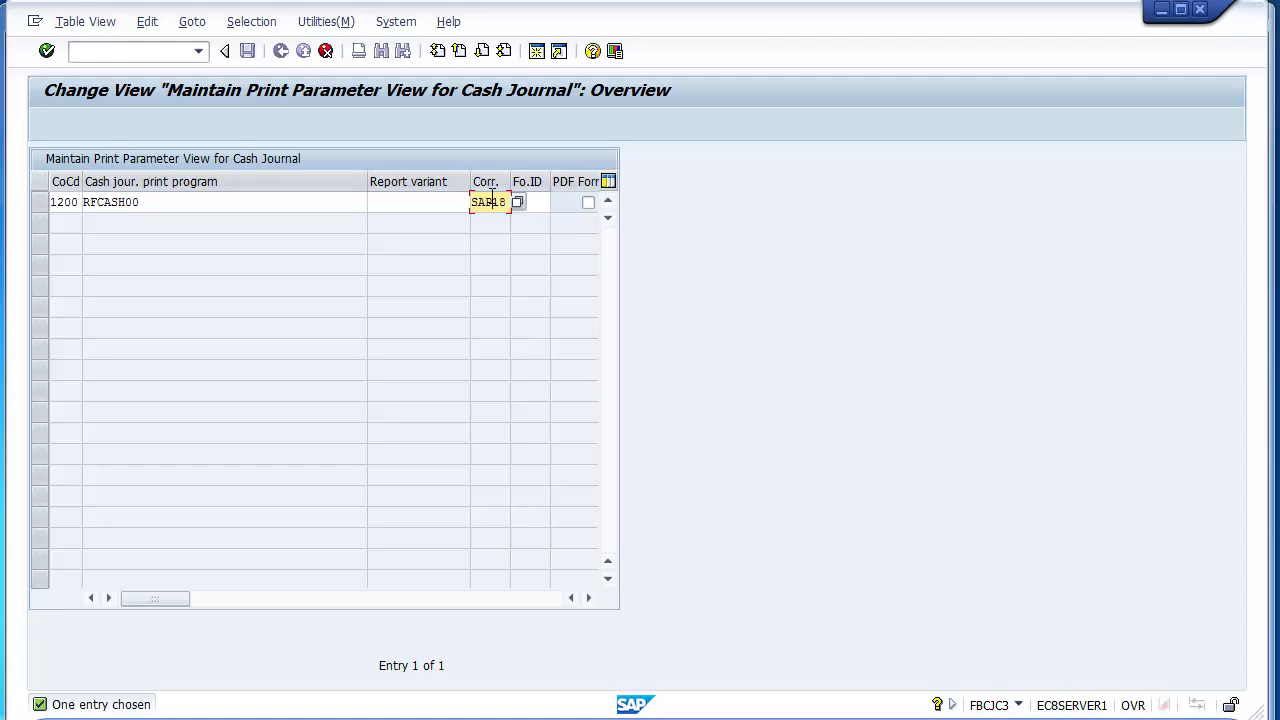 Table View Edit Goto Selection Utilities(M) System Help
Change View "Maintain Print Parameter View for Cash Journal": Overview
Maintain Print Parameter View for Cash Journal
CoCd Cash jour. print program Report variant Corr. Fo.ID PDF Forr
1200 RFCASH00 SAP18
Entry 1 of 1
One entry chosen SAP FBCJC3 EC8SERVER1 OVR